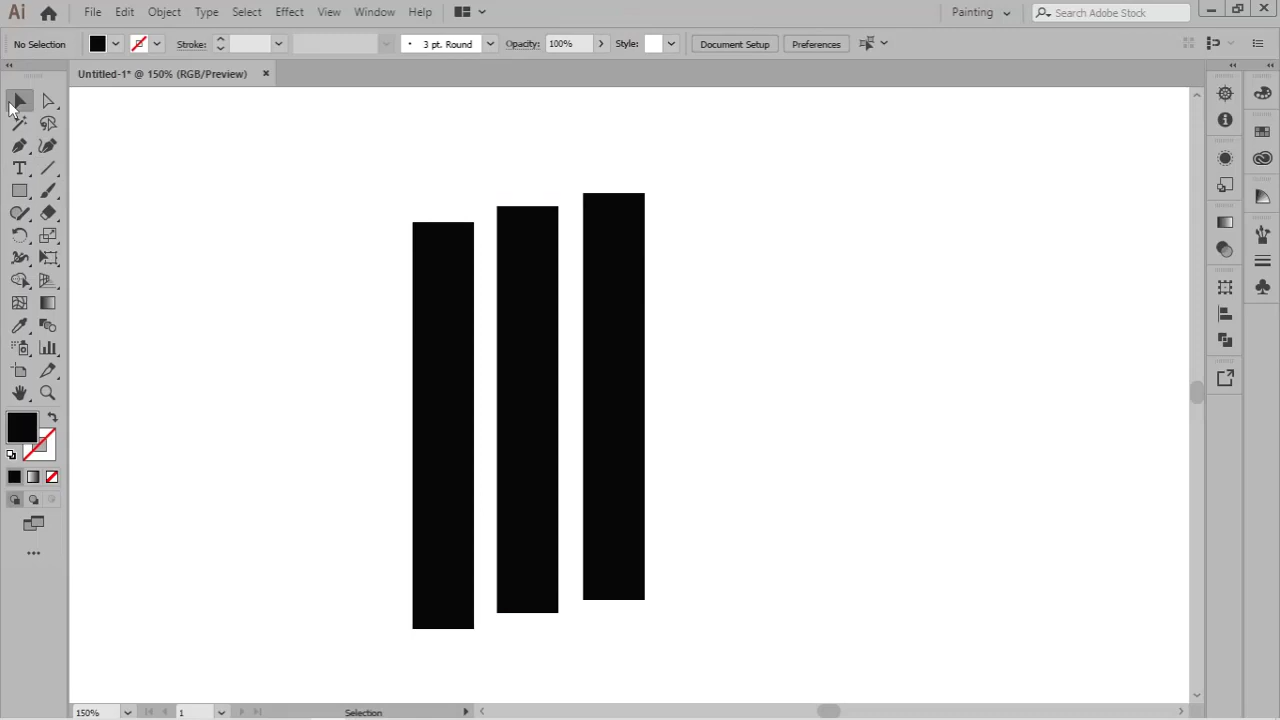 Ai File Edit Object Type Select Effect View Window Help Painting Search Adobe Stock
No Selection Stroke: 3 pt. Round Opacity: 100% Style: Document Setup Preferences
Untitled-1* @ 150% (RGB/Preview) ×
T
150% 1 Selection